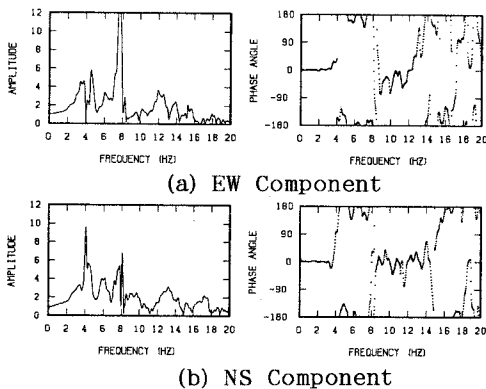 12
10
8
6
4
2
0
AMPLITUDE
0 2 4 6 8 10 12 14 16 18 20
FREQUENCY (HZ)
180
90
0
-90
-180
PHASE ANGLE
0 2 4 6 8 10 12 14 16 18 20
FREQUENCY (HZ)
(a) EW Component
12
10
8
6
4
2
0
AMPLITUDE
0 2 4 6 8 10 12 14 16 18 20
FREQUENCY (HZ)
180
90
0
-90
-180
PHASE ANGLE
0 2 4 6 8 10 12 14 16 18 20
FREQUENCY (HZ)
(b) NS Component